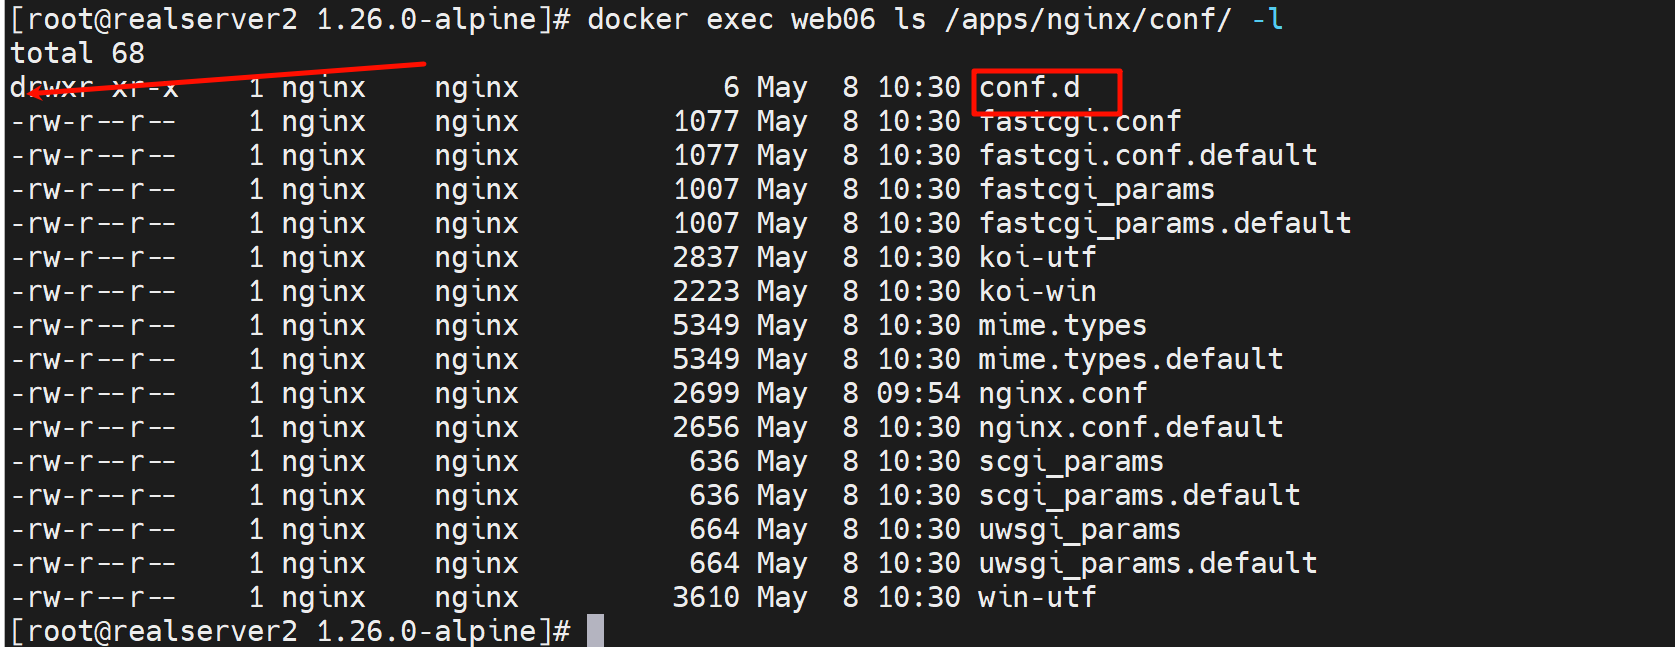 [root@realserver2 1.26.0-alpine]# docker exec web06 ls /apps/nginx/conf/ -l
total 68
drwxr-xr-x    1 nginx    nginx            6 May  8 10:30 conf.d
-rw-r--r--    1 nginx    nginx         1077 May  8 10:30 fastcgi.conf
-rw-r--r--    1 nginx    nginx         1077 May  8 10:30 fastcgi.conf.default
-rw-r--r--    1 nginx    nginx         1007 May  8 10:30 fastcgi_params
-rw-r--r--    1 nginx    nginx         1007 May  8 10:30 fastcgi_params.default
-rw-r--r--    1 nginx    nginx         2837 May  8 10:30 koi-utf
-rw-r--r--    1 nginx    nginx         2223 May  8 10:30 koi-win
-rw-r--r--    1 nginx    nginx         5349 May  8 10:30 mime.types
-rw-r--r--    1 nginx    nginx         5349 May  8 10:30 mime.types.default
-rw-r--r--    1 nginx    nginx         2699 May  8 09:54 nginx.conf
-rw-r--r--    1 nginx    nginx         2656 May  8 10:30 nginx.conf.default
-rw-r--r--    1 nginx    nginx          636 May  8 10:30 scgi_params
-rw-r--r--    1 nginx    nginx          636 May  8 10:30 scgi_params.default
-rw-r--r--    1 nginx    nginx          664 May  8 10:30 uwsgi_params
-rw-r--r--    1 nginx    nginx          664 May  8 10:30 uwsgi_params.default
-rw-r--r--    1 nginx    nginx         3610 May  8 10:30 win-utf
[root@realserver2 1.26.0-alpine]#